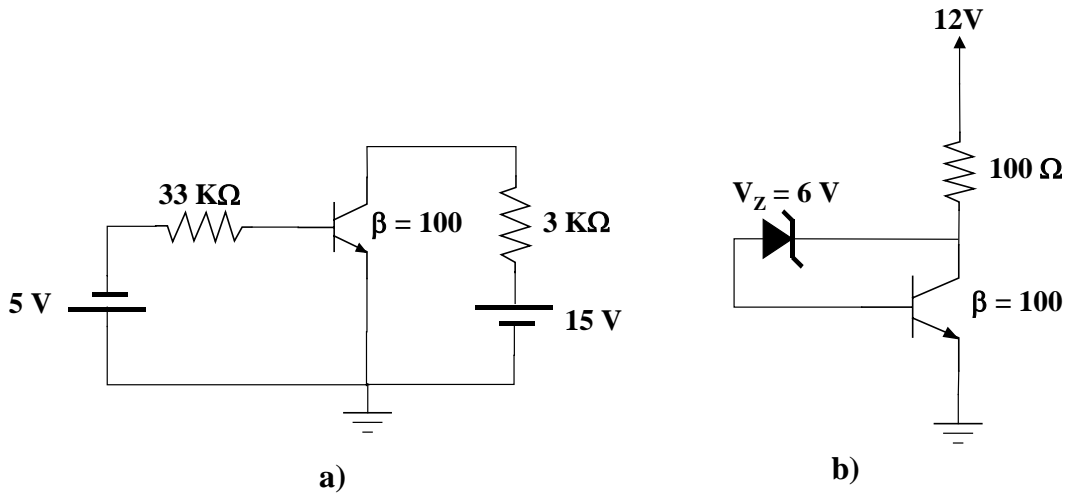 12V
33 KΩ
β = 100
3 KΩ
5 V
15 V
a)
100 Ω
V_Z = 6 V
β = 100
b)